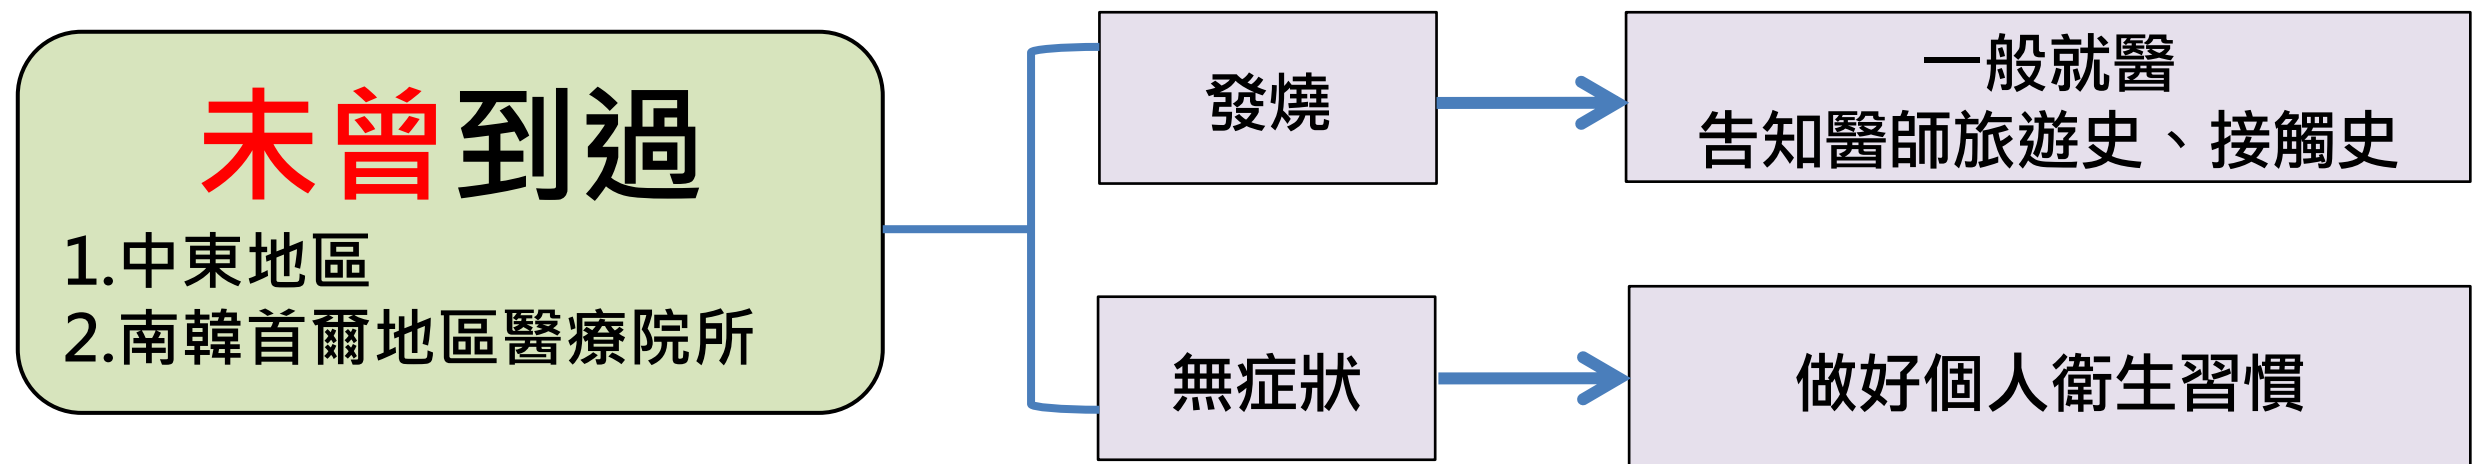 未曾到過
1.中東地區
2.南韓首爾地區醫療院所
發燒
一般就醫
告知醫師旅遊史、接觸史
無症狀
做好個人衛生習慣